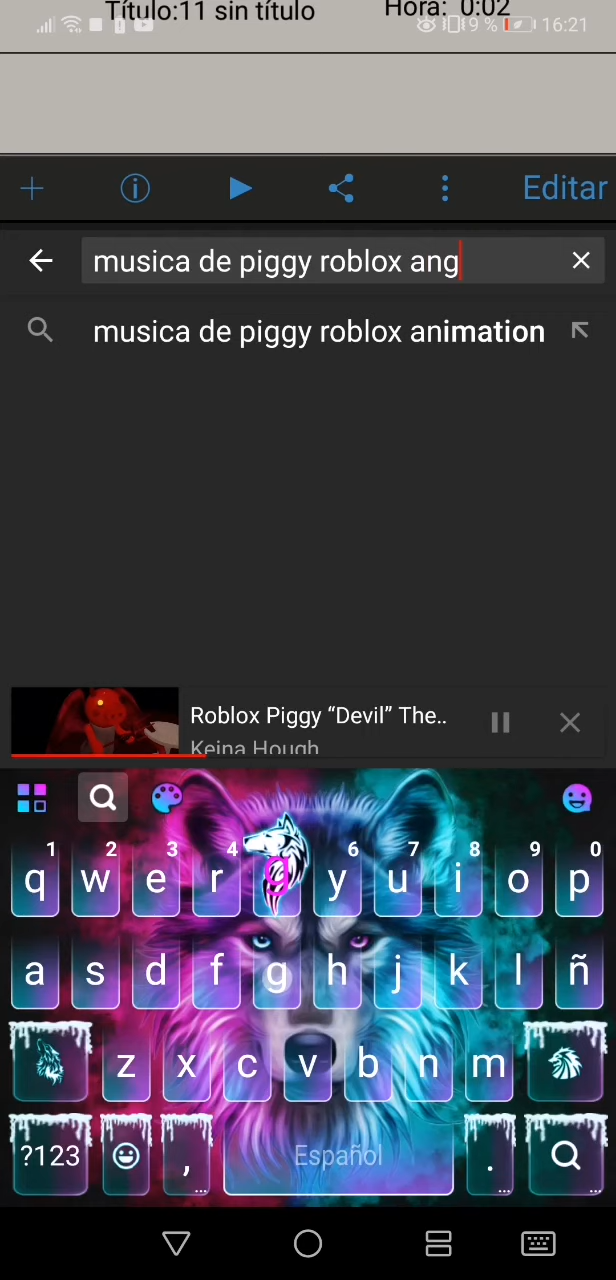 Título:11 sin título
Hora: 0:02
9 %
16:21
Editar
musica de piggy roblox ang
musica de piggy roblox animation
Roblox Piggy “Devil” The..
Keina Hough
1 2 3 4 6 7 8 9 0
q w e r g y u i o p
a s d f g h j k l ñ
z x c v b n m
?123 , Español .